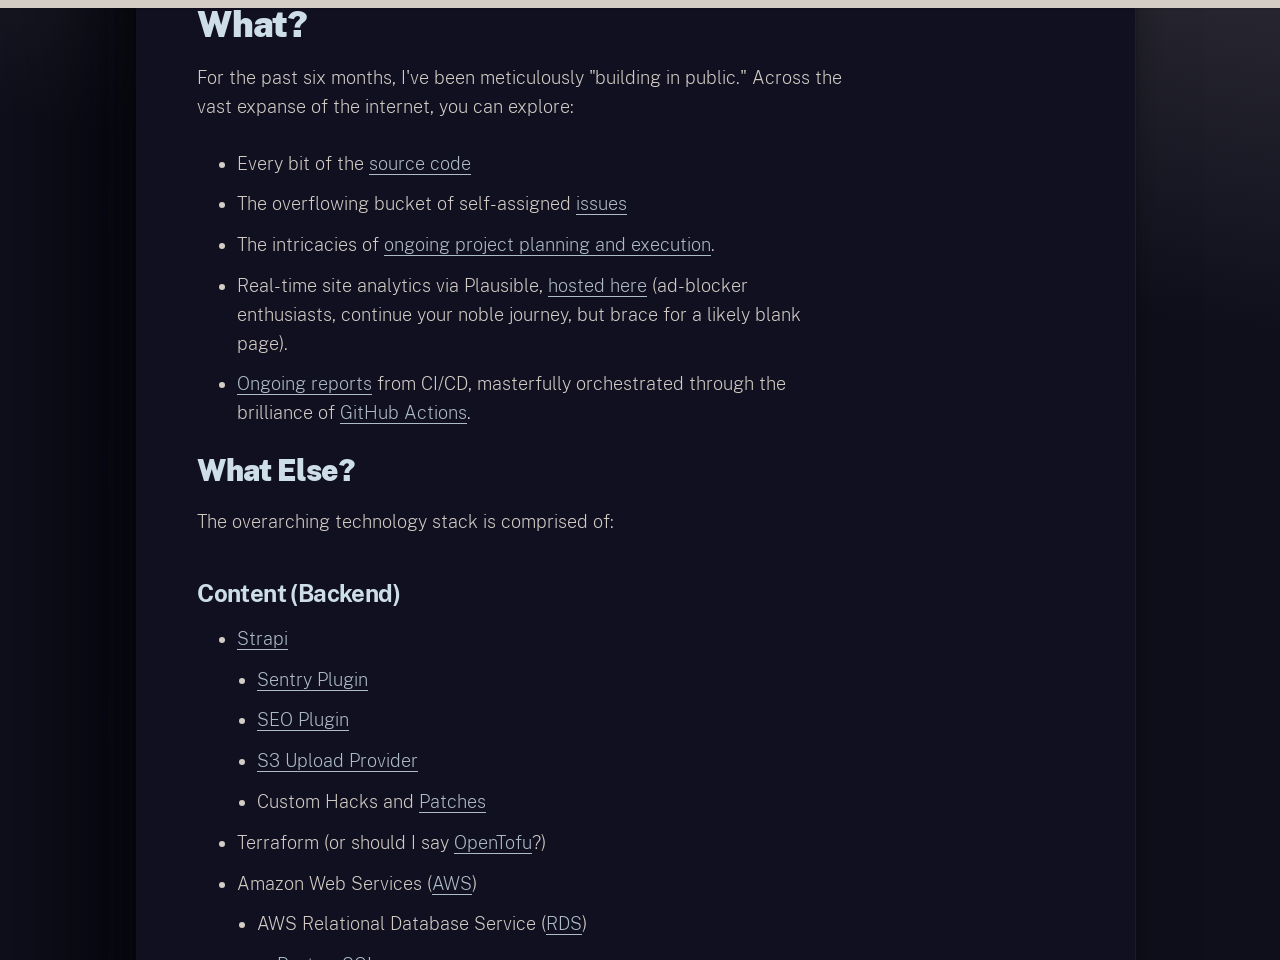 What?
For the past six months, I've been meticulously "building in public." Across the
vast expanse of the internet, you can explore:
Every bit of the source code
The overflowing bucket of self-assigned issues
The intricacies of ongoing project planning and execution.
Real-time site analytics via Plausible, hosted here (ad-blocker
enthusiasts, continue your noble journey, but brace for a likely blank
page).
Ongoing reports from CI/CD, masterfully orchestrated through the
brilliance of GitHub Actions.
What Else?
The overarching technology stack is comprised of:
Content (Backend)
Strapi
Sentry Plugin
SEO Plugin
S3 Upload Provider
Custom Hacks and Patches
Terraform (or should I say OpenTofu?)
Amazon Web Services (AWS)
AWS Relational Database Service (RDS)